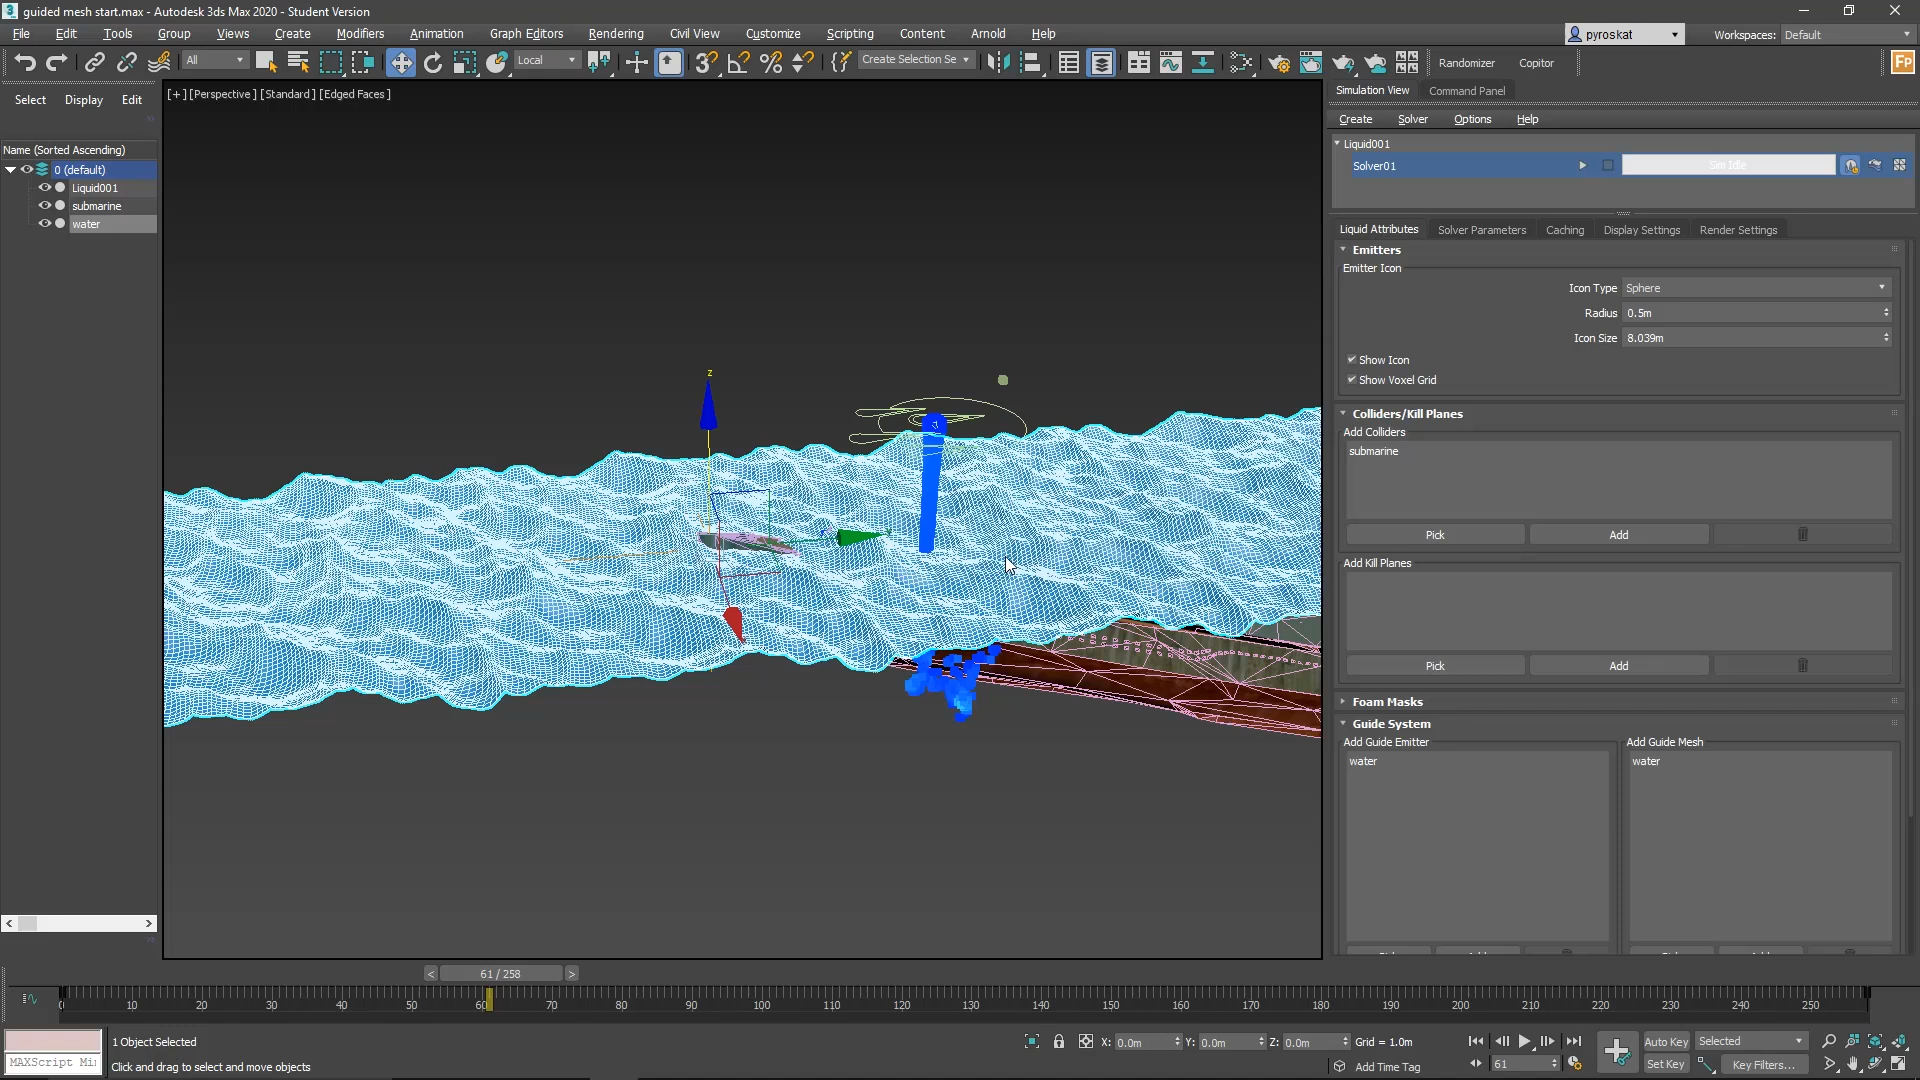 guided mesh start.max - Autodesk 3ds Max 2020 - Student Version
File Edit Tools Group Views Create Modifiers Animation Graph Editors Rendering Civil View Customize Scripting Content Arnold Help
pyroskat
Workspaces: Default
All
Local
Create Selection Se
Randomizer
Copitor
Select Display Edit
[+] [Perspective ] [Standard ] [Edged Faces ]
Simulation View
Command Panel
Create Solver Options Help
Name (Sorted Ascending)
0 (default)
Liquid001
submarine
water
Liquid001
Solver01
Sim Idle
Liquid Attributes Solver Parameters Caching Display Settings Render Settings
Emitters
Emitter Icon
Icon Type Sphere
Radius 0.5m
Icon Size 8.039m
Show Icon
Show Voxel Grid
Colliders/Kill Planes
Add Colliders
submarine
Pick Add
Add Kill Planes
Pick Add
Foam Masks
Guide System
Add Guide Emitter
water
Add Guide Mesh
water
z
< 61 / 258 >
0 10 20 30 40 50 60 70 80 90 100 110 120 130 140 150 160 170 180 190 200 210 220 230 240 250
MAXScript Mi
1 Object Selected
Click and drag to select and move objects
X: 0.0m Y: 0.0m Z: 0.0m Grid = 1.0m
Add Time Tag
61
Auto Key Selected
Set Key Key Filters...
FP